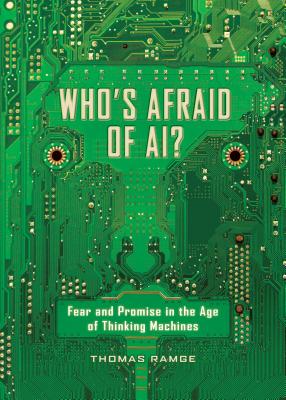 WHO'S AFRAID
OF AI?
Fear and Promise in the Age
of Thinking Machines
THOMAS RAMGE